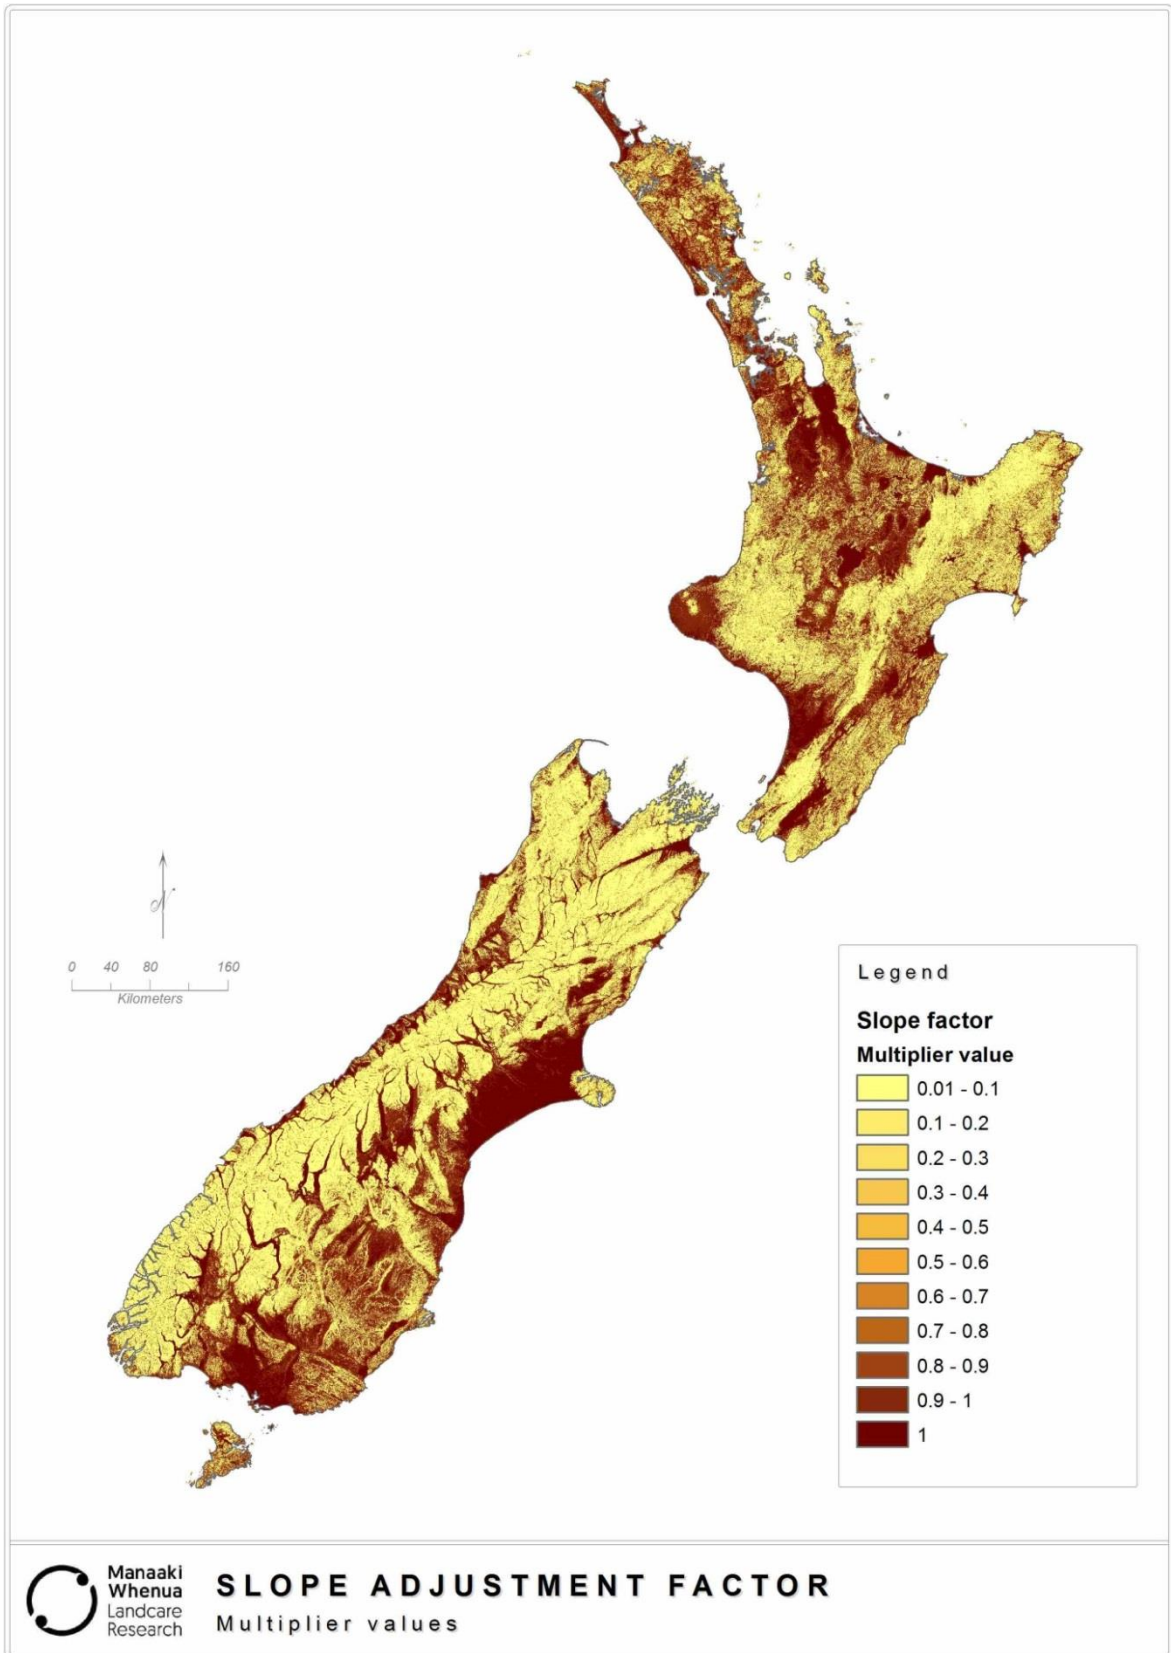 N
0 40 80 160
Kilometers
Legend
Slope factor
Multiplier value
0.01 - 0.1
0.1 - 0.2
0.2 - 0.3
0.3 - 0.4
0.4 - 0.5
0.5 - 0.6
0.6 - 0.7
0.7 - 0.8
0.8 - 0.9
0.9 - 1
1
Manaaki
Whenua
Landcare
Research
SLOPE ADJUSTMENT FACTOR
Multiplier values